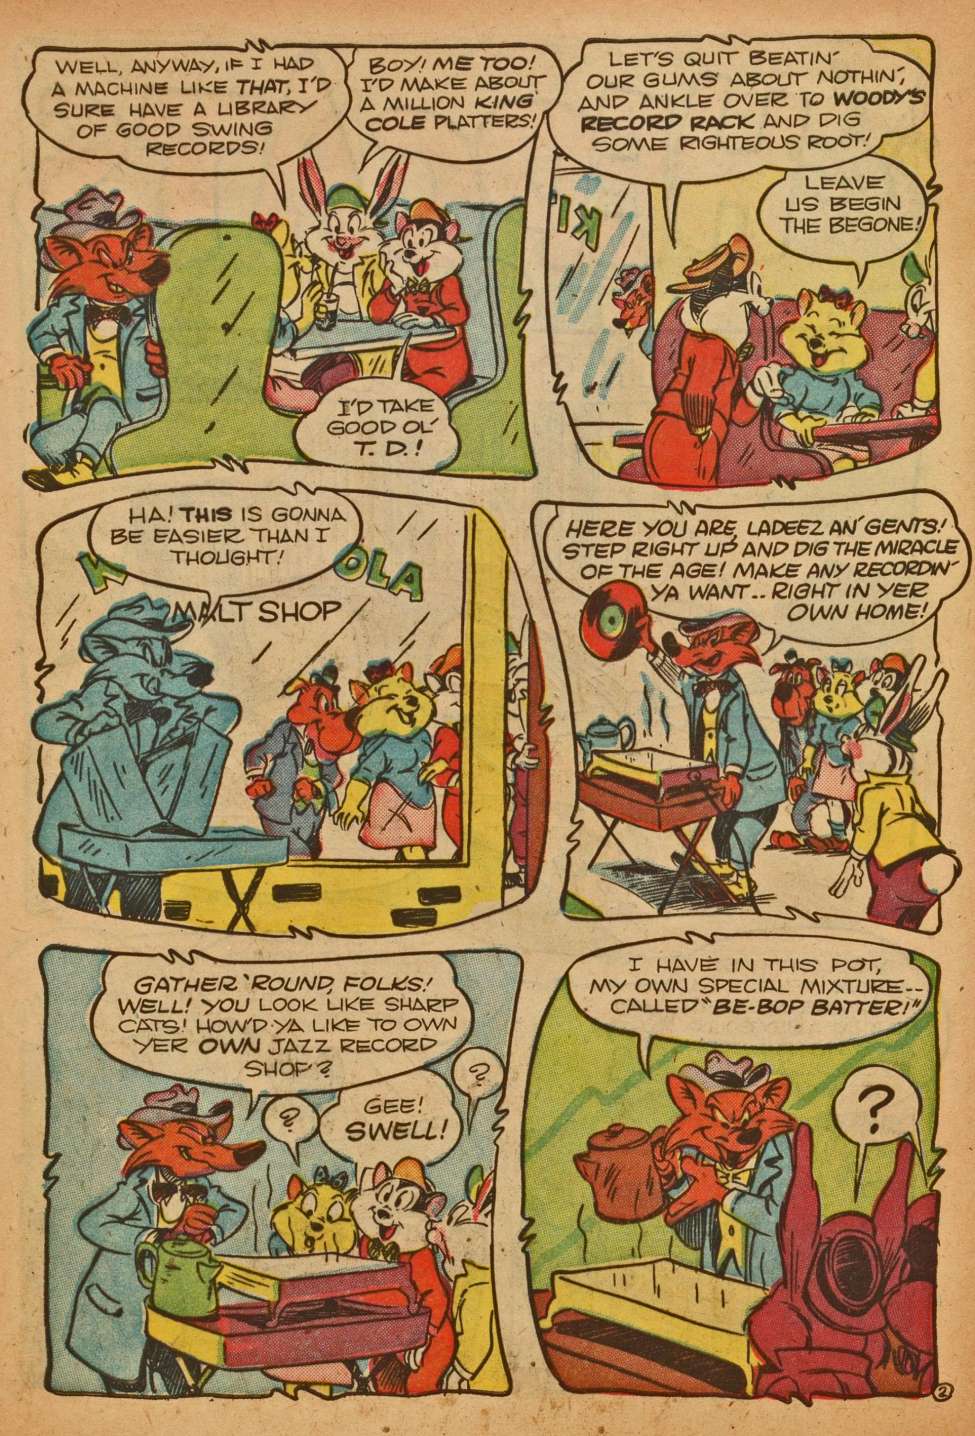 WELL, ANYWAY, IF I HAD
A MACHINE LIKE THAT, I'D
SURE HAVE A LIBRARY
OF GOOD SWING
RECORDS!
BOY! ME TOO!
I'D MAKE ABOUT
A MILLION KING
COLE PLATTERS!
I'D TAKE
GOOD OL'
T. D.!
LET'S QUIT BEATIN'
OUR GUMS ABOUT NOTHIN',
AND ANKLE OVER TO WOODY'S
RECORD RACK AND DIG
SOME RIGHTEOUS ROOT!
LEAVE
US BEGIN
THE BEGONE!
KI
HA! THIS IS GONNA
BE EASIER THAN I
THOUGHT!
K OLA
MALT SHOP
HERE YOU ARE, LADEEZ AN' GENTS!
STEP RIGHT UP AND DIG THE MIRACLE
OF THE AGE! MAKE ANY RECORDIN'
YA WANT.. RIGHT IN YER
OWN HOME!
GATHER 'ROUND, FOLKS!
WELL! YOU LOOK LIKE SHARP
CATS! HOW'D-YA LIKE TO OWN
YER OWN JAZZ RECORD
SHOP?
?
GEE!
SWELL!
?
I HAVE IN THIS POT,
MY OWN SPECIAL MIXTURE--
CALLED "BE-BOP BATTER!"
?
2